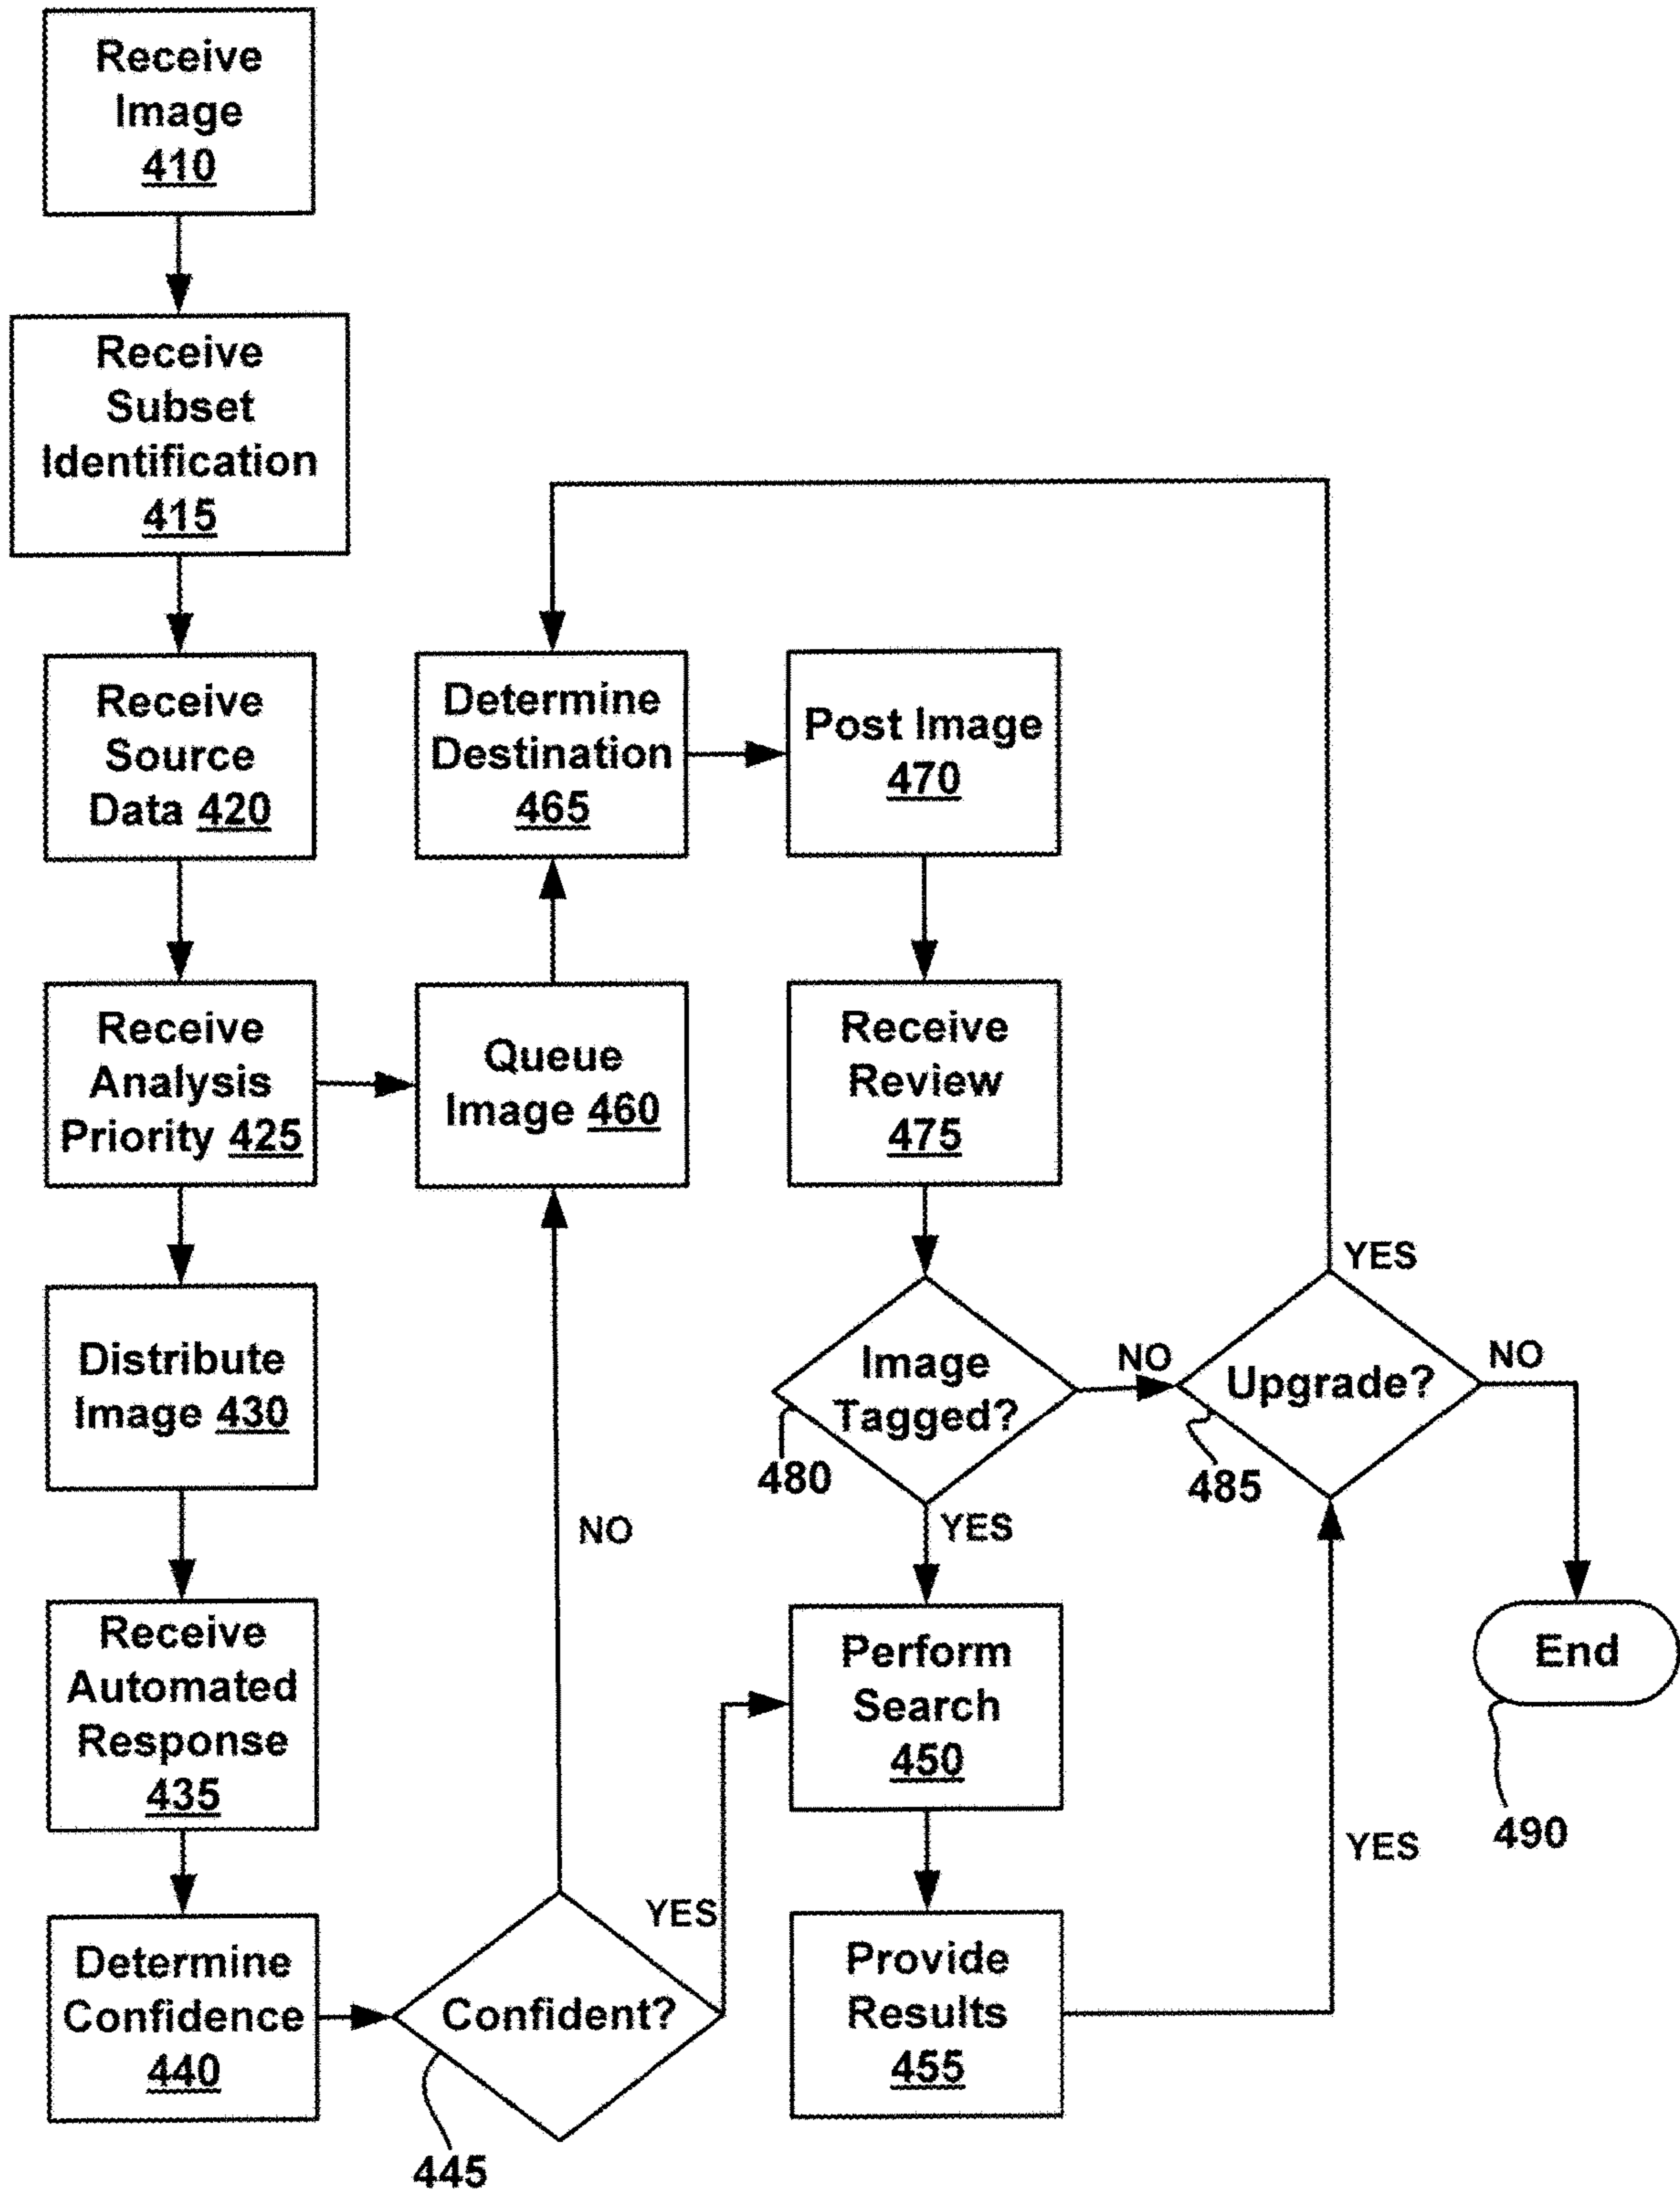 Receive
Image
410
Receive
Subset
Identification
415
Receive
Source
Data 420
Receive
Analysis
Priority 425
Distribute
Image 430
Receive
Automated
Response
435
Determine
Confidence
440
Confident?
445
NO
YES
Queue
Image 460
Determine
Destination
465
Post Image
470
Receive
Review
475
Image
Tagged?
480
NO
YES
Perform
Search
450
Provide
Results
455
YES
Upgrade?
485
YES
NO
End
490